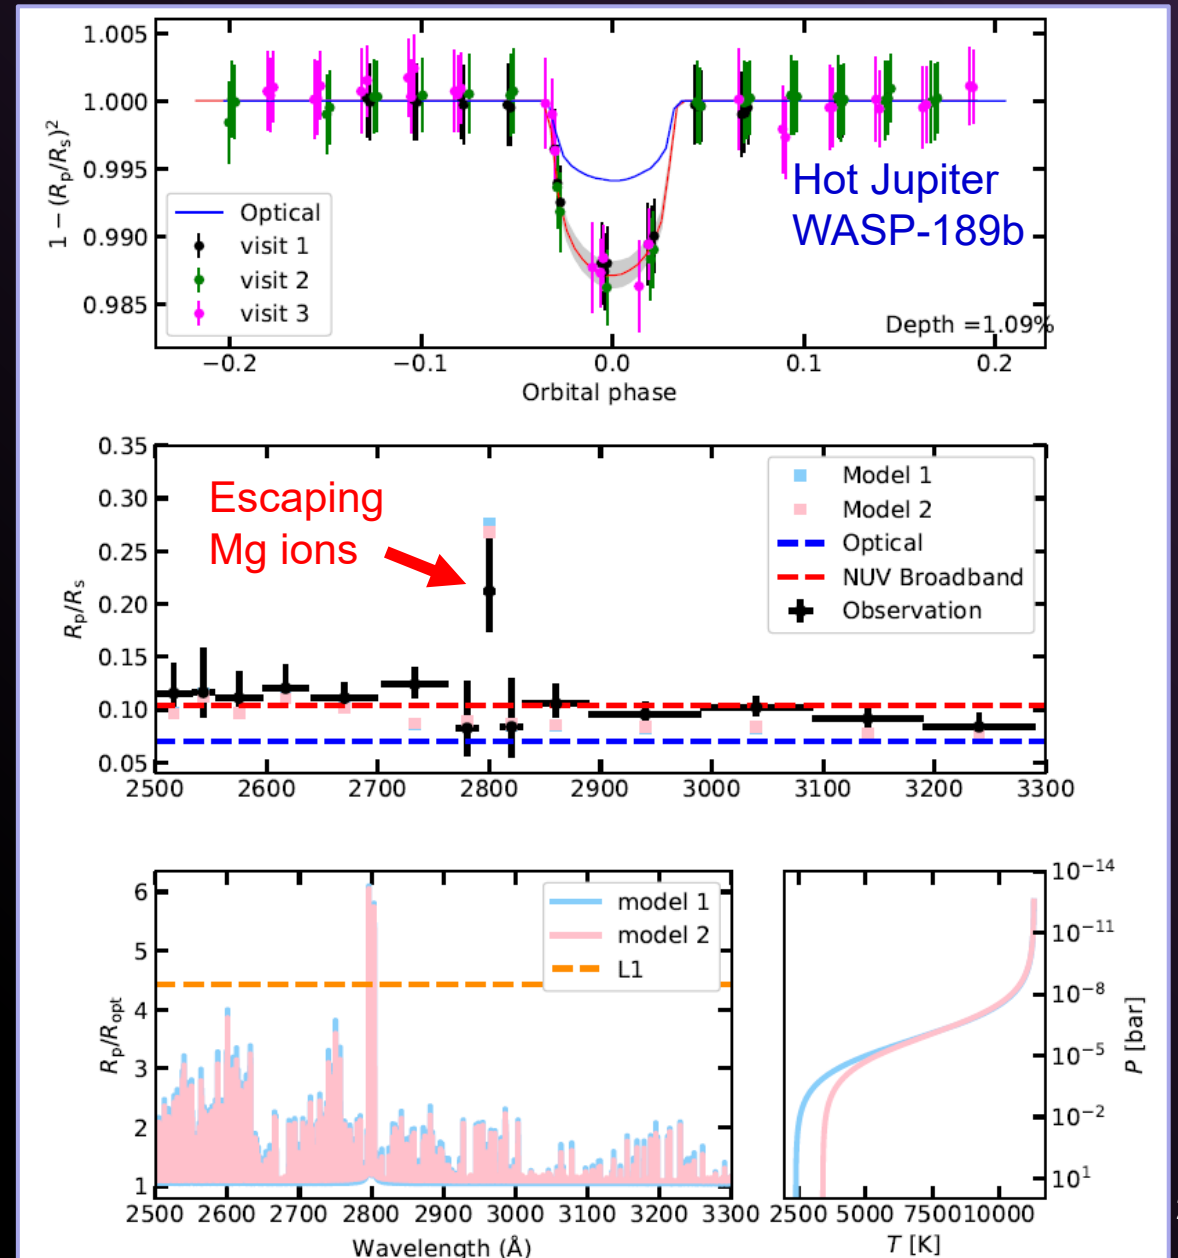 1.005
1.000
0.995
0.990
0.985
1 − (Rp/Rs)²
Optical
visit 1
visit 2
visit 3
Hot Jupiter
WASP-189b
Depth =1.09%
−0.2 −0.1 0.0 0.1 0.2
Orbital phase
0.35
0.30
0.25
0.20
0.15
0.10
0.05
Rp/Rs
Escaping
Mg ions
Model 1
Model 2
Optical
NUV Broadband
Observation
2500 2600 2700 2800 2900 3000 3100 3200 3300
6
5
4
3
2
1
Rp/Ropt
model 1
model 2
L1
2500 2600 2700 2800 2900 3000 3100 3200 3300
Wavelength (Å)
10⁻¹⁴
10⁻¹¹
10⁻⁸
10⁻⁵
10⁻²
10¹
P [bar]
2500 5000 7500 10000
T [K]